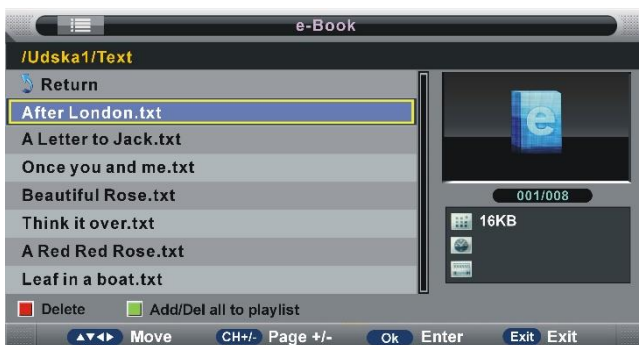 e-Book
/Udska1/Text
Return
After London.txt
A Letter to Jack.txt
Once you and me.txt
Beautiful Rose.txt
Think it over.txt
A Red Red Rose.txt
Leaf in a boat.txt
e
001/008
16KB
Delete Add/Del all to playlist
▲▼◄► Move CH+/- Page +/- Ok Enter Exit Exit